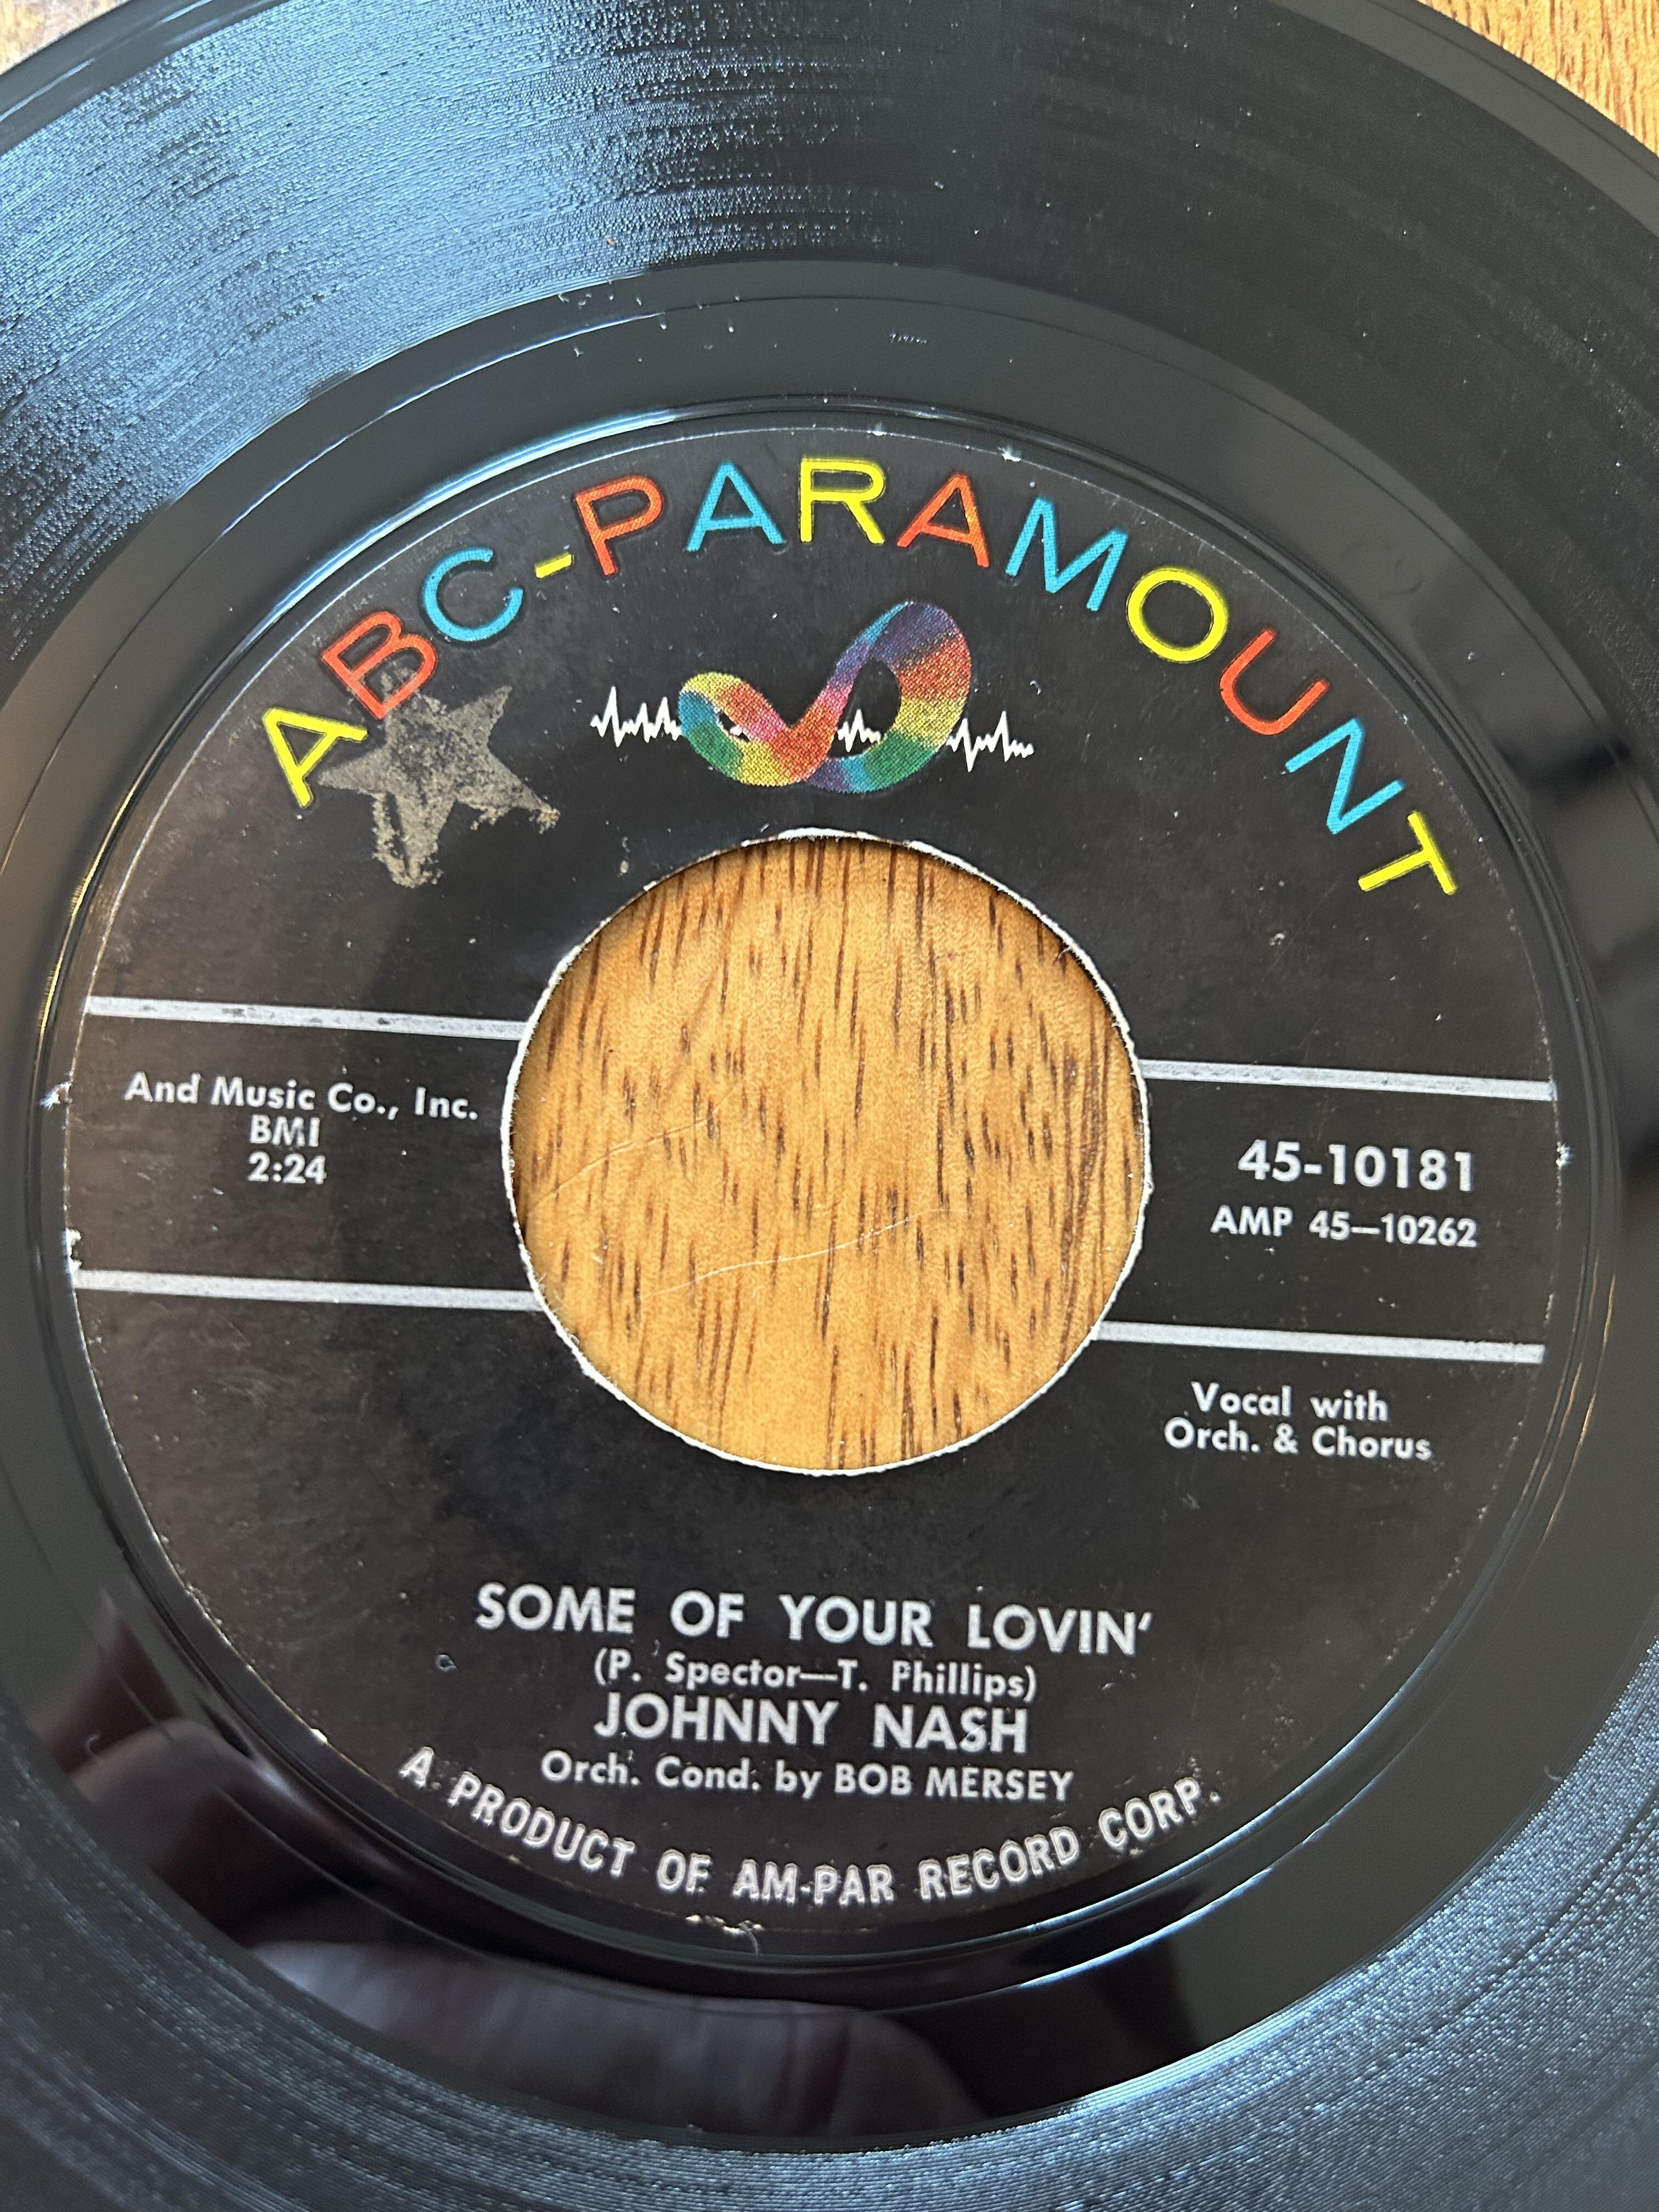 ABC-PARAMOUNT
And Music Co., Inc.
BMI
2:24
45-10181
AMP 45-10262
Vocal with
Orch. & Chorus
SOME OF YOUR LOVIN'
(P. Spector—T. Phillips)
JOHNNY NASH
Orch. Cond. by BOB MERSEY
A PRODUCT OF AM-PAR RECORD CORP.